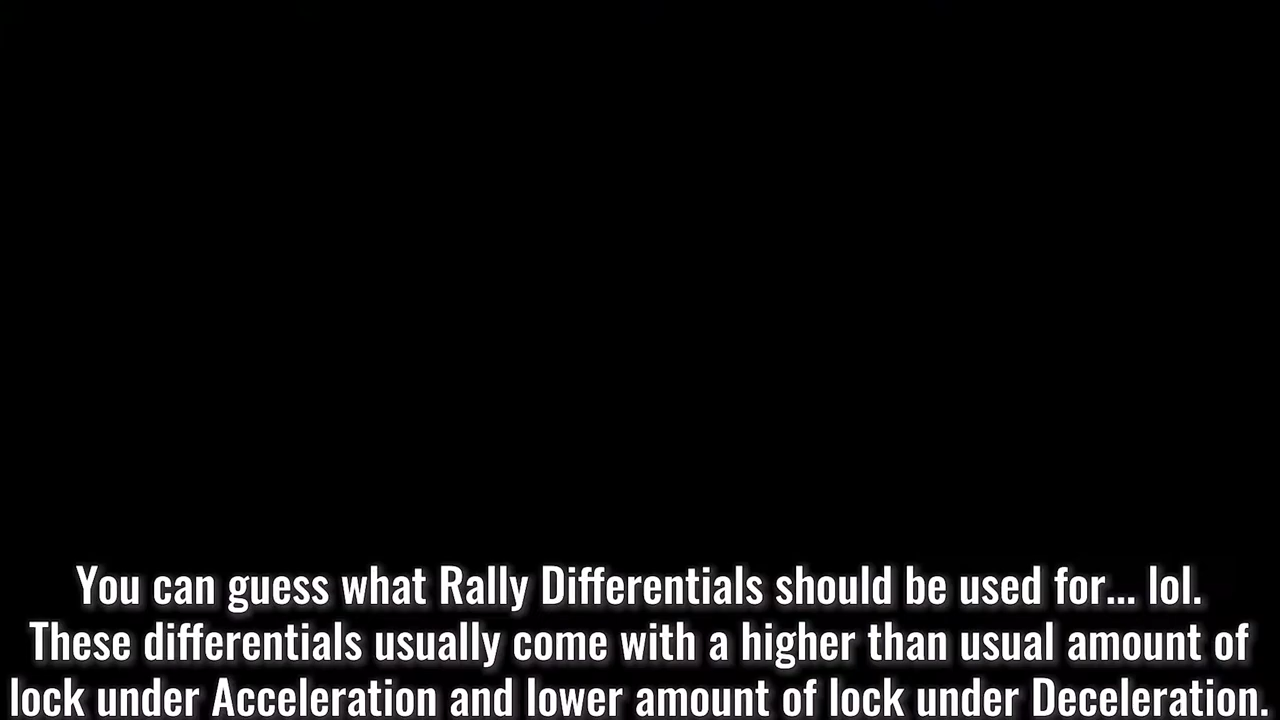 You can guess what Rally Differentials should be used for... lol.
These differentials usually come with a higher than usual amount of
lock under Acceleration and lower amount of lock under Deceleration.